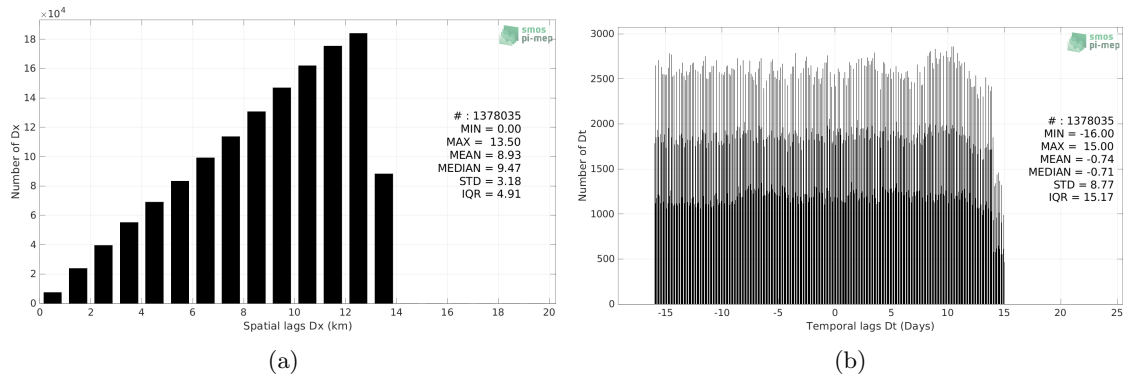 ×10⁴
20
18
16
14
12
10
8
6
4
2
0
0 2 4 6 8 10 12 14 16 18 20
Number of Dx
Spatial lags Dx (km)
smos
pi-mep
# : 1378035
MIN = 0.00
MAX = 13.50
MEAN = 8.93
MEDIAN = 9.47
STD = 3.18
IQR = 4.91
(a)
3000
2500
2000
1500
1000
500
0
-15 -10 -5 0 5 10 15 20 25
Number of Dt
Temporal lags Dt (Days)
smos
pi-mep
# : 1378035
MIN = -16.00
MAX = 15.00
MEAN = -0.74
MEDIAN = -0.71
STD = 8.77
IQR = 15.17
(b)